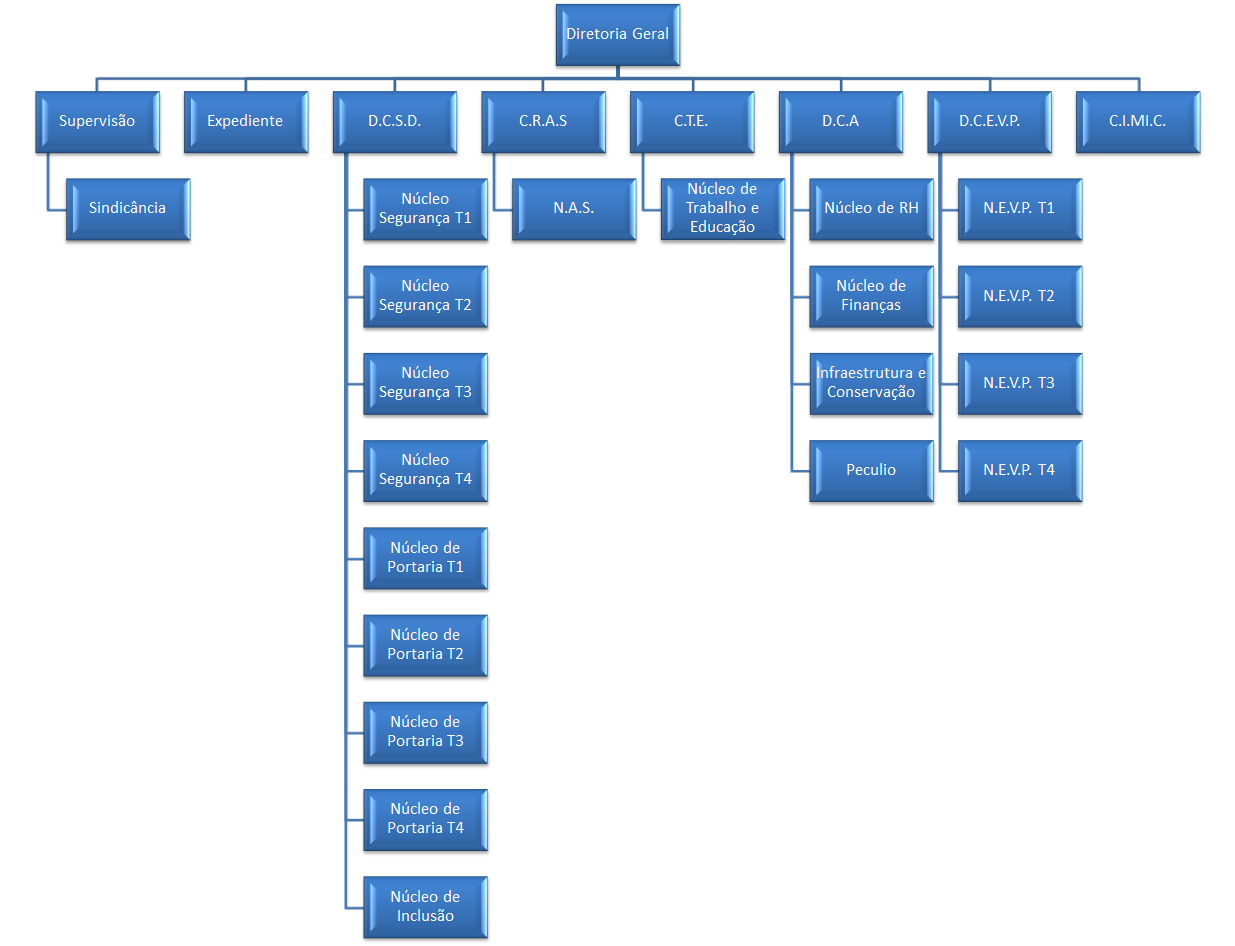 Diretoria Geral
Supervisão
Expediente
D.C.S.D.
C.R.A.S
C.T.E.
D.C.A
D.C.E.V.P.
C.I.MI.C.
Sindicância
Núcleo
Segurança T1
Núcleo
Segurança T2
Núcleo
Segurança T3
Núcleo
Segurança T4
Núcleo de
Portaria T1
Núcleo de
Portaria T2
Núcleo de
Portaria T3
Núcleo de
Portaria T4
Núcleo de
Inclusão
N.A.S.
Núcleo de
Trabalho e
Educação
Núcleo de RH
Núcleo de
Finanças
Infraestrutura e
Conservação
Peculio
N.E.V.P. T1
N.E.V.P. T2
N.E.V.P. T3
N.E.V.P. T4